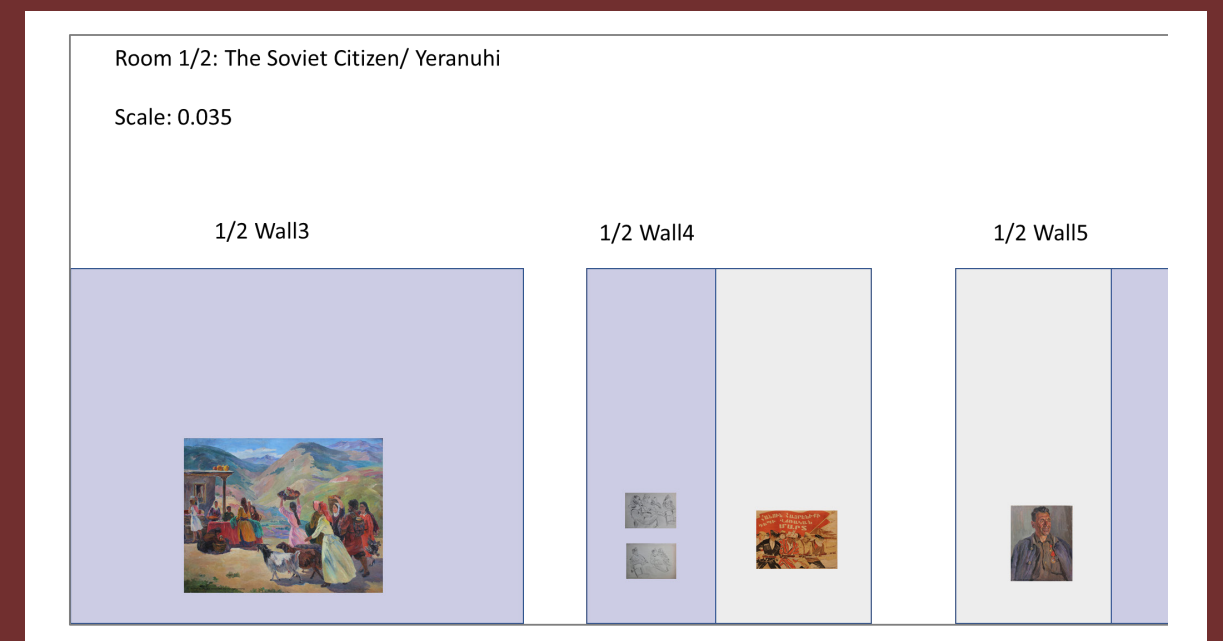 Room 1/2: The Soviet Citizen/ Yeranuhi
Scale: 0.035
1/2 Wall3
1/2 Wall4
1/2 Wall5